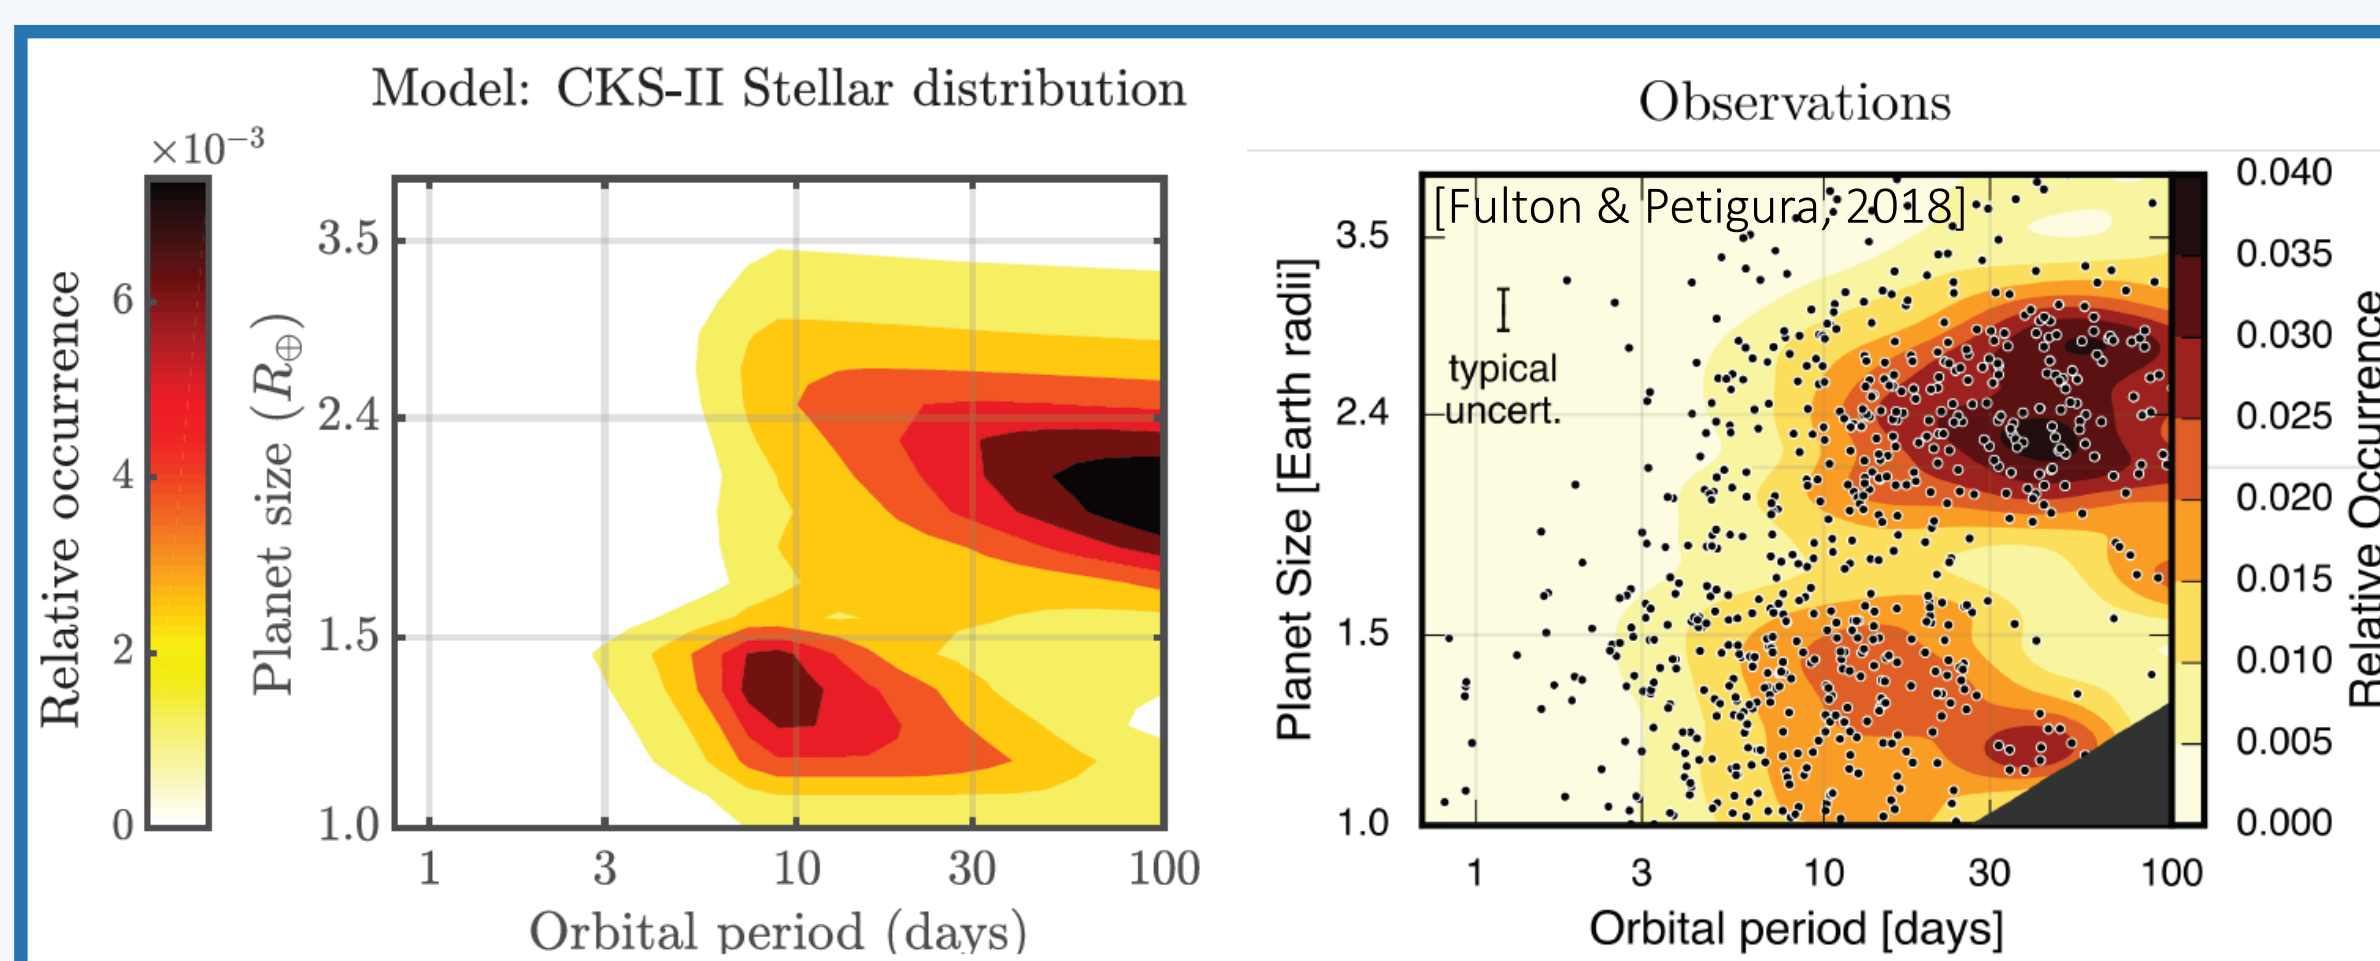 Model: CKS-II Stellar distribution
×10⁻³
6
4
2
0
Relative occurrence
Planet size (R⊕)
3.5
2.4
1.5
1.0
1 3 10 30 100
Orbital period (days)
Observations
[Fulton & Petigura, 2018]
typical
uncert.
Planet Size [Earth radii]
3.5
2.4
1.5
1.0
1 3 10 30 100
Orbital period [days]
0.040
0.035
0.030
0.025
0.020
0.015
0.010
0.005
0.000
Relative Occurrence